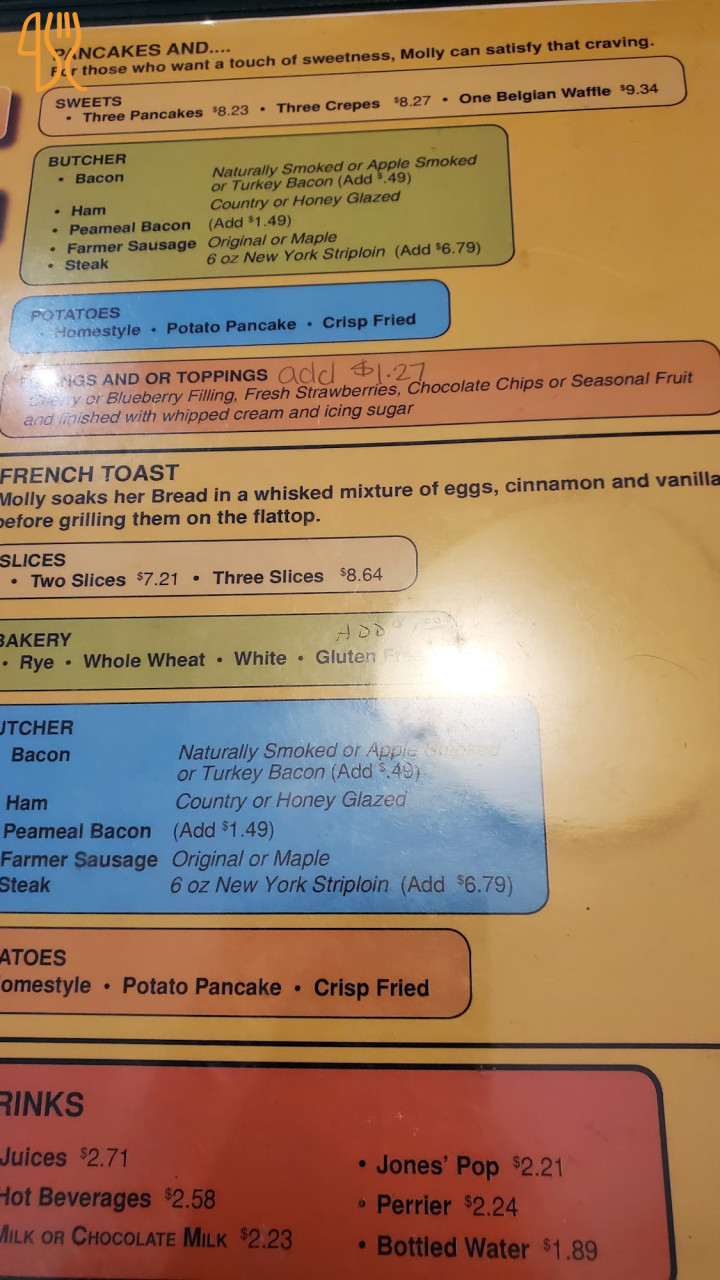 PANCAKES AND....
For those who want a touch of sweetness, Molly can satisfy that craving.
SWEETS
• Three Pancakes $8.23 • Three Crepes $8.27 • One Belgian Waffle $9.34
BUTCHER
• Bacon Naturally Smoked or Apple Smoked
or Turkey Bacon (Add $.49)
• Ham Country or Honey Glazed
• Peameal Bacon (Add $1.49)
• Farmer Sausage Original or Maple
• Steak 6 oz New York Striploin (Add $6.79)
POTATOES
• Homestyle • Potato Pancake • Crisp Fried
INGS AND OR TOPPINGS add $1.27
Cherry or Blueberry Filling, Fresh Strawberries, Chocolate Chips or Seasonal Fruit
and finished with whipped cream and icing sugar
FRENCH TOAST
Molly soaks her Bread in a whisked mixture of eggs, cinnamon and vanilla
before grilling them on the flattop.
SLICES
• Two Slices $7.21 • Three Slices $8.64
BAKERY ADD
• Rye • Whole Wheat • White • Gluten Free
UTCHER
Bacon Naturally Smoked or Apple Smoked
or Turkey Bacon (Add $.49)
Ham Country or Honey Glazed
Peameal Bacon (Add $1.49)
Farmer Sausage Original or Maple
Steak 6 oz New York Striploin (Add $6.79)
ATOES
omestyle • Potato Pancake • Crisp Fried
RINKS
Juices $2.71
• Jones' Pop $2.21
Hot Beverages $2.58
• Perrier $2.24
MILK OR CHOCOLATE MILK $2.23
• Bottled Water $1.89